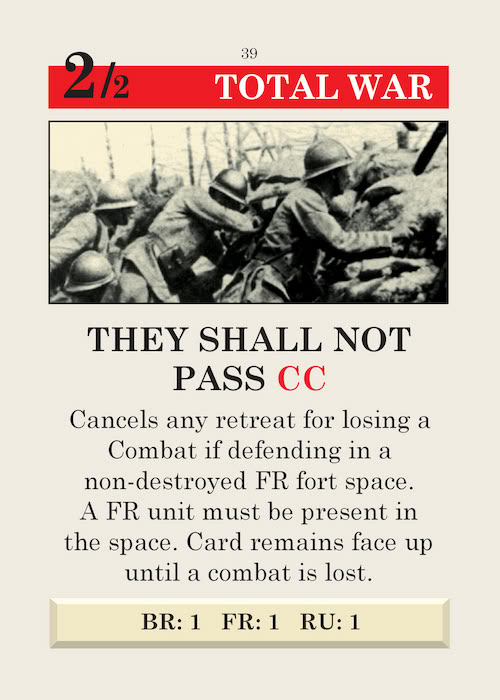 39
2/2 TOTAL WAR
THEY SHALL NOT
PASS CC
Cancels any retreat for losing a
Combat if defending in a
non-destroyed FR fort space.
A FR unit must be present in
the space. Card remains face up
until a combat is lost.
BR: 1 FR: 1 RU: 1